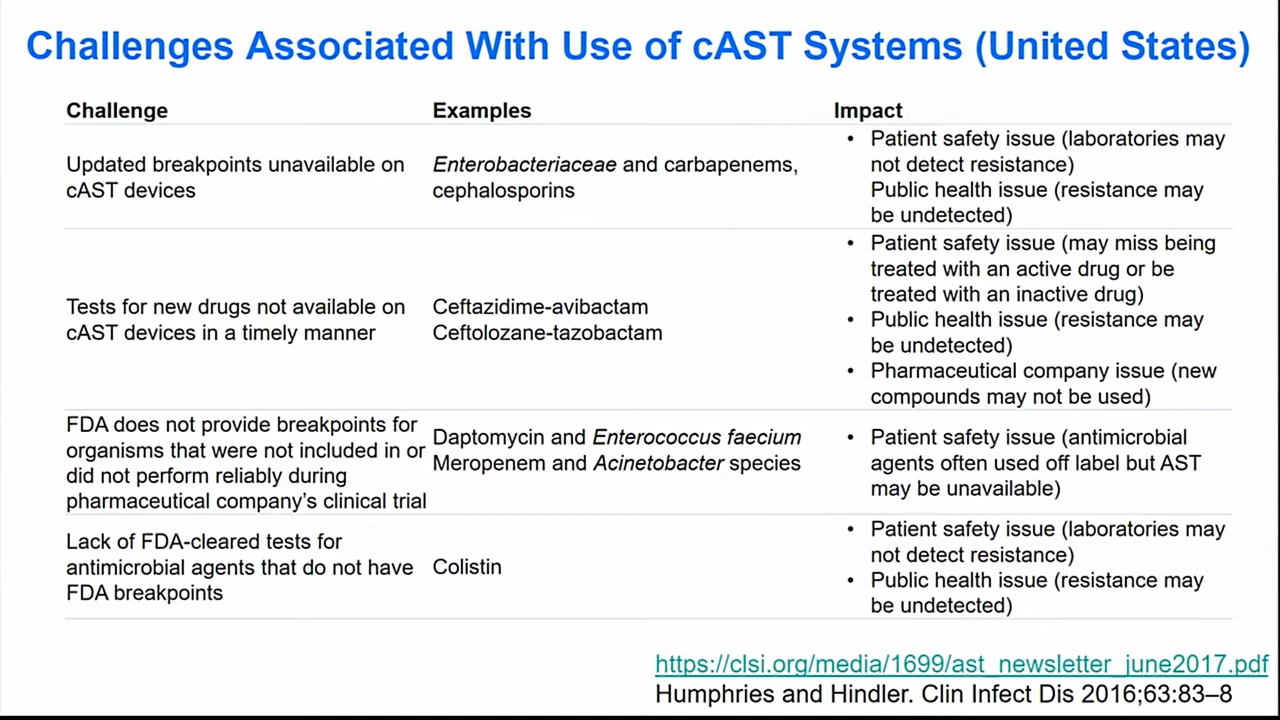 Challenges Associated With Use of cAST Systems (United States)
Challenge
Examples
Impact
Updated breakpoints unavailable on
cAST devices
Enterobacteriaceae and carbapenems,
cephalosporins
• Patient safety issue (laboratories may
not detect resistance)
Public health issue (resistance may
be undetected)
Tests for new drugs not available on
cAST devices in a timely manner
Ceftazidime-avibactam
Ceftolozane-tazobactam
• Patient safety issue (may miss being
treated with an active drug or be
treated with an inactive drug)
• Public health issue (resistance may
be undetected)
• Pharmaceutical company issue (new
compounds may not be used)
FDA does not provide breakpoints for
organisms that were not included in or
did not perform reliably during
pharmaceutical company's clinical trial
Daptomycin and Enterococcus faecium
Meropenem and Acinetobacter species
• Patient safety issue (antimicrobial
agents often used off label but AST
may be unavailable)
Lack of FDA-cleared tests for
antimicrobial agents that do not have
FDA breakpoints
Colistin
• Patient safety issue (laboratories may
not detect resistance)
• Public health issue (resistance may
be undetected)
https://clsi.org/media/1699/ast_newsletter_june2017.pdf
Humphries and Hindler. Clin Infect Dis 2016;63:83–8